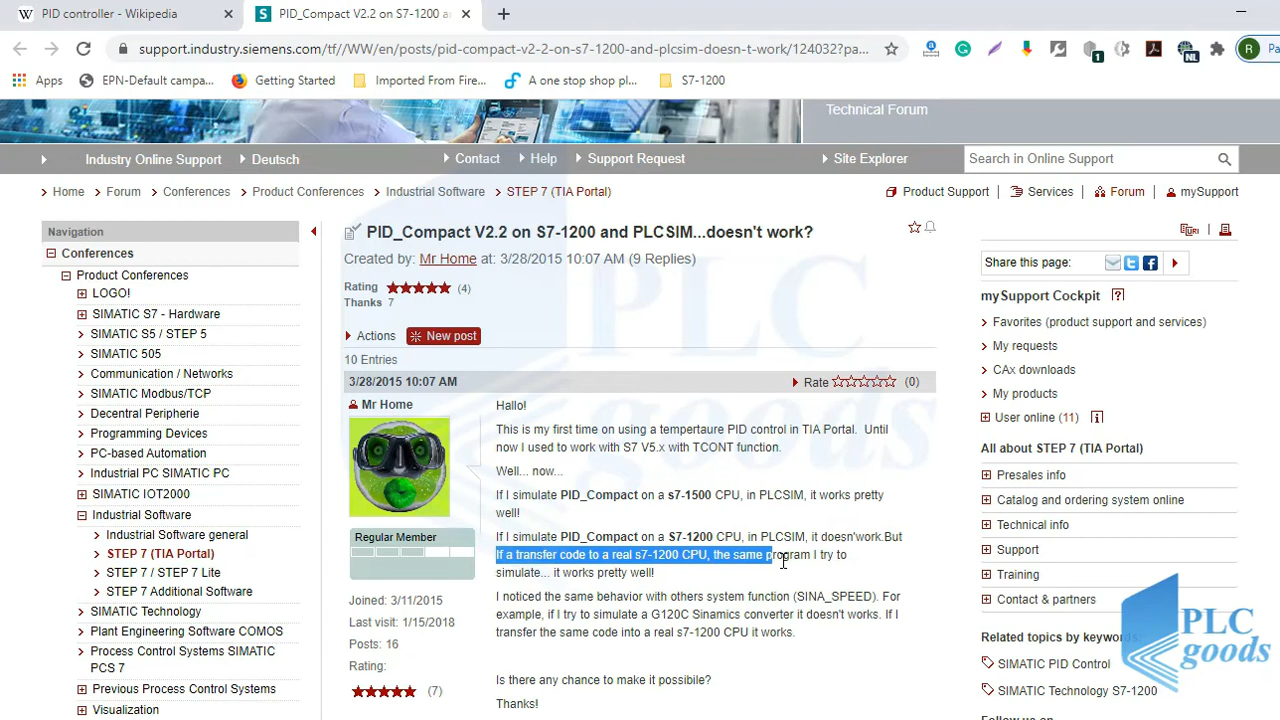 PID controller - Wikipedia
PID_Compact V2.2 on S7-1200 an
support.industry.siemens.com/tf/WW/en/posts/pid-compact-v2-2-on-s7-1200-and-plcsim-doesn-t-work/124032?pa...
Apps
EPN-Default campa...
Getting Started
Imported From Fire...
A one stop shop pl...
S7-1200
Technical Forum
Industry Online Support
Deutsch
Contact
Help
Support Request
Site Explorer
Search in Online Support
Home
Forum
Conferences
Product Conferences
Industrial Software
STEP 7 (TIA Portal)
Product Support
Services
Forum
mySupport
Navigation
Conferences
Product Conferences
LOGO!
SIMATIC S7 - Hardware
SIMATIC S5 / STEP 5
SIMATIC 505
Communication / Networks
SIMATIC Modbus/TCP
Decentral Peripherie
Programming Devices
PC-based Automation
Industrial PC SIMATIC PC
SIMATIC IOT2000
Industrial Software
Industrial Software general
STEP 7 (TIA Portal)
STEP 7 / STEP 7 Lite
STEP 7 Additional Software
SIMATIC Technology
Plant Engineering Software COMOS
Process Control Systems SIMATIC
PCS 7
Previous Process Control Systems
Visualization
PID_Compact V2.2 on S7-1200 and PLCSIM...doesn't work?
Created by: Mr Home at: 3/28/2015 10:07 AM (9 Replies)
Rating (4)
Thanks 7
Actions
New post
10 Entries
3/28/2015 10:07 AM
Rate (0)
Mr Home
Regular Member
Joined: 3/11/2015
Last visit: 1/15/2018
Posts: 16
Rating:
(7)
Hallo!
This is my first time on using a tempertaure PID control in TIA Portal. Until
now I used to work with S7 V5.x with TCONT function.
Well... now...
If I simulate PID_Compact on a s7-1500 CPU, in PLCSIM, it works pretty
well!
If I simulate PID_Compact on a S7-1200 CPU, in PLCSIM, it doesn'work.But
If a transfer code to a real s7-1200 CPU, the same program I try to
simulate... it works pretty well!
I noticed the same behavior with others system function (SINA_SPEED). For
example, if I try to simulate a G120C Sinamics converter it doesn't works. If I
transfer the same code into a real s7-1200 CPU it works.
Is there any chance to make it possibile?
Thanks!
Share this page:
mySupport Cockpit
Favorites (product support and services)
My requests
CAx downloads
My products
User online (11)
All about STEP 7 (TIA Portal)
Presales info
Catalog and ordering system online
Technical info
Support
Training
Contact & partners
Related topics by keywords:
SIMATIC PID Control
SIMATIC Technology S7-1200
Follow us on
PLC
goods
PLC
goods